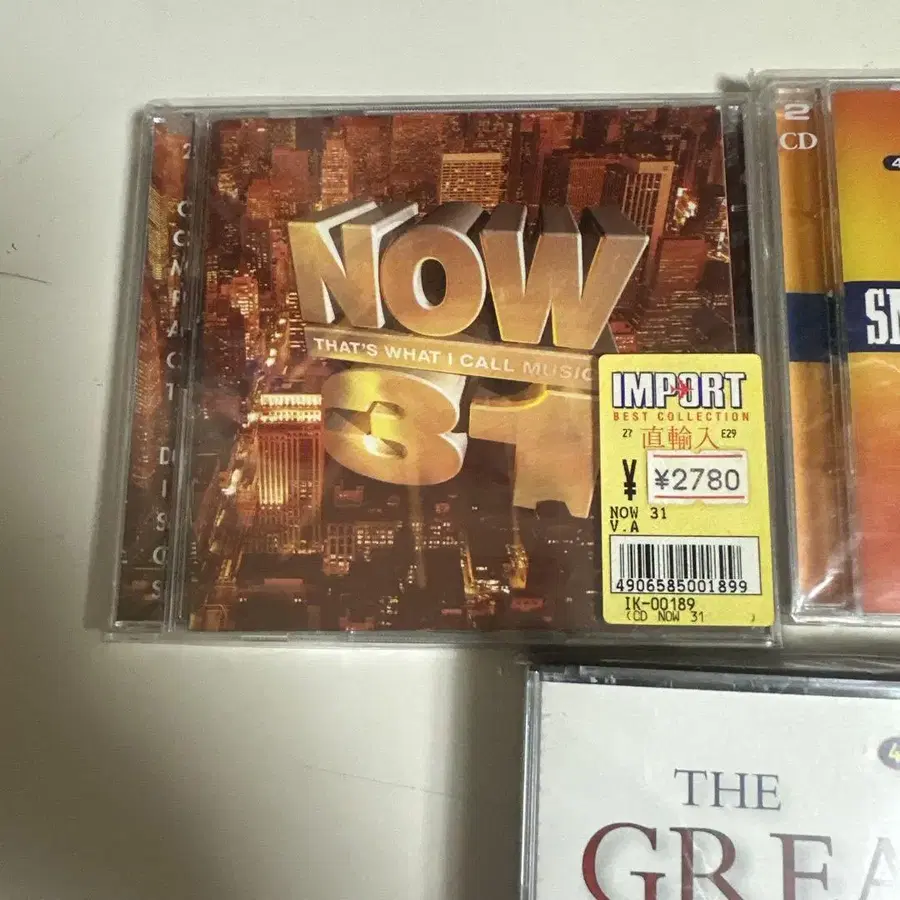 2
COMPACT
DISCS
NOW
THAT'S WHAT I CALL MUSIC
31
IMPORT
BEST COLLECTION
27 直輸入 E29
¥ ¥2780
NOW 31
V.A
4906585001899
IK-00189
(CD NOW 31 )
2
CD
4
THE